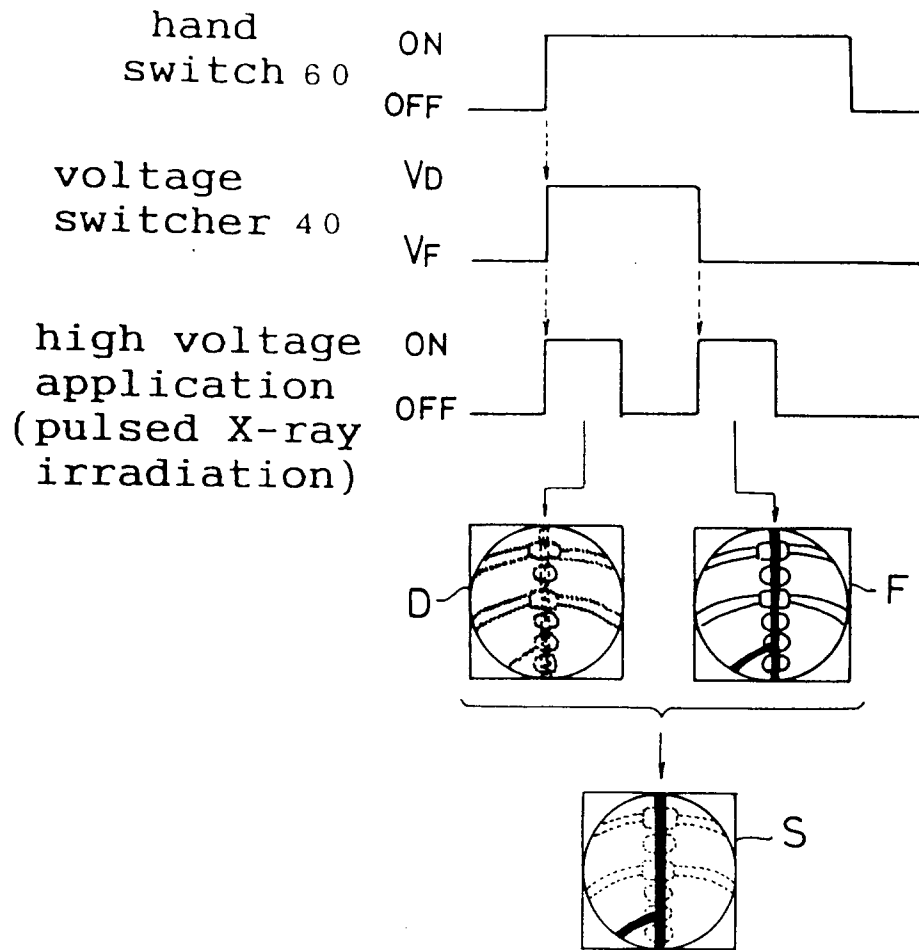 hand
switch 60
ON
OFF
voltage
switcher 40
VD
VF
high voltage
application
(pulsed X-ray
irradiation)
ON
OFF
D
F
S